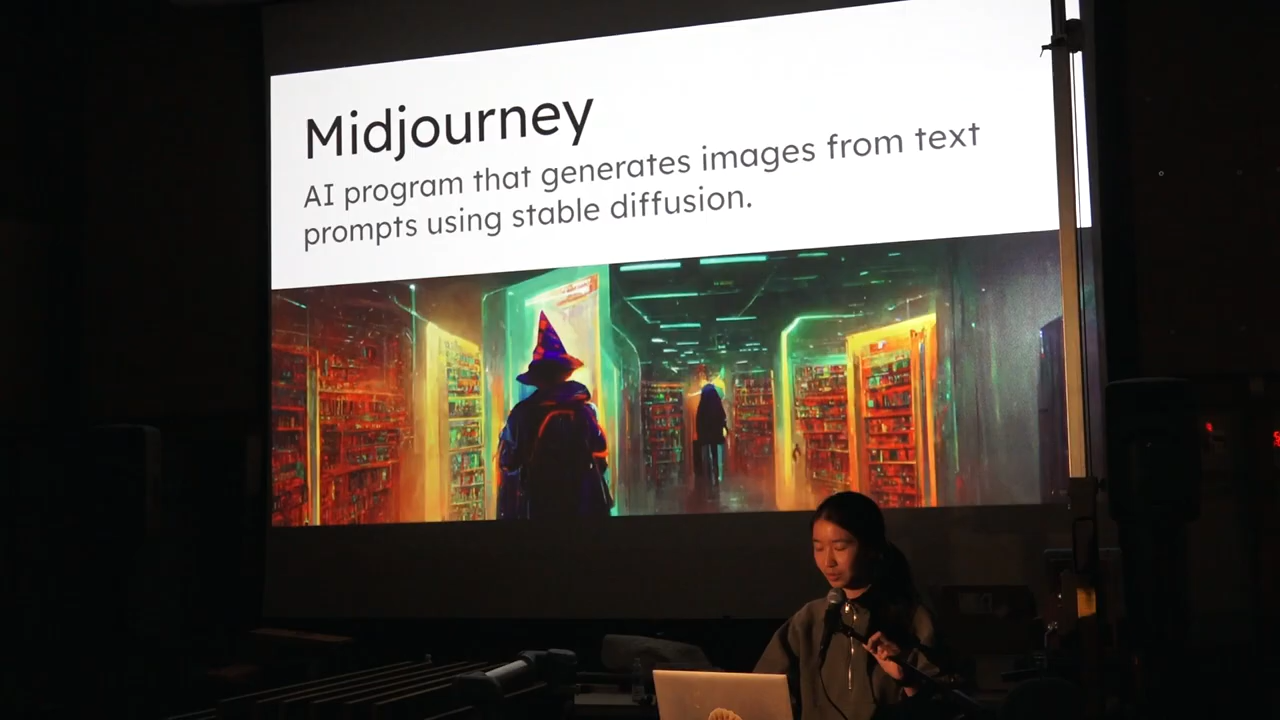 Midjourney
AI program that generates images from text
prompts using stable diffusion.